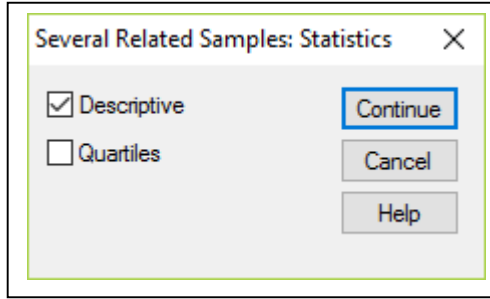 Several Related Samples: Statistics
Descriptive
Continue
Quartiles
Cancel
Help